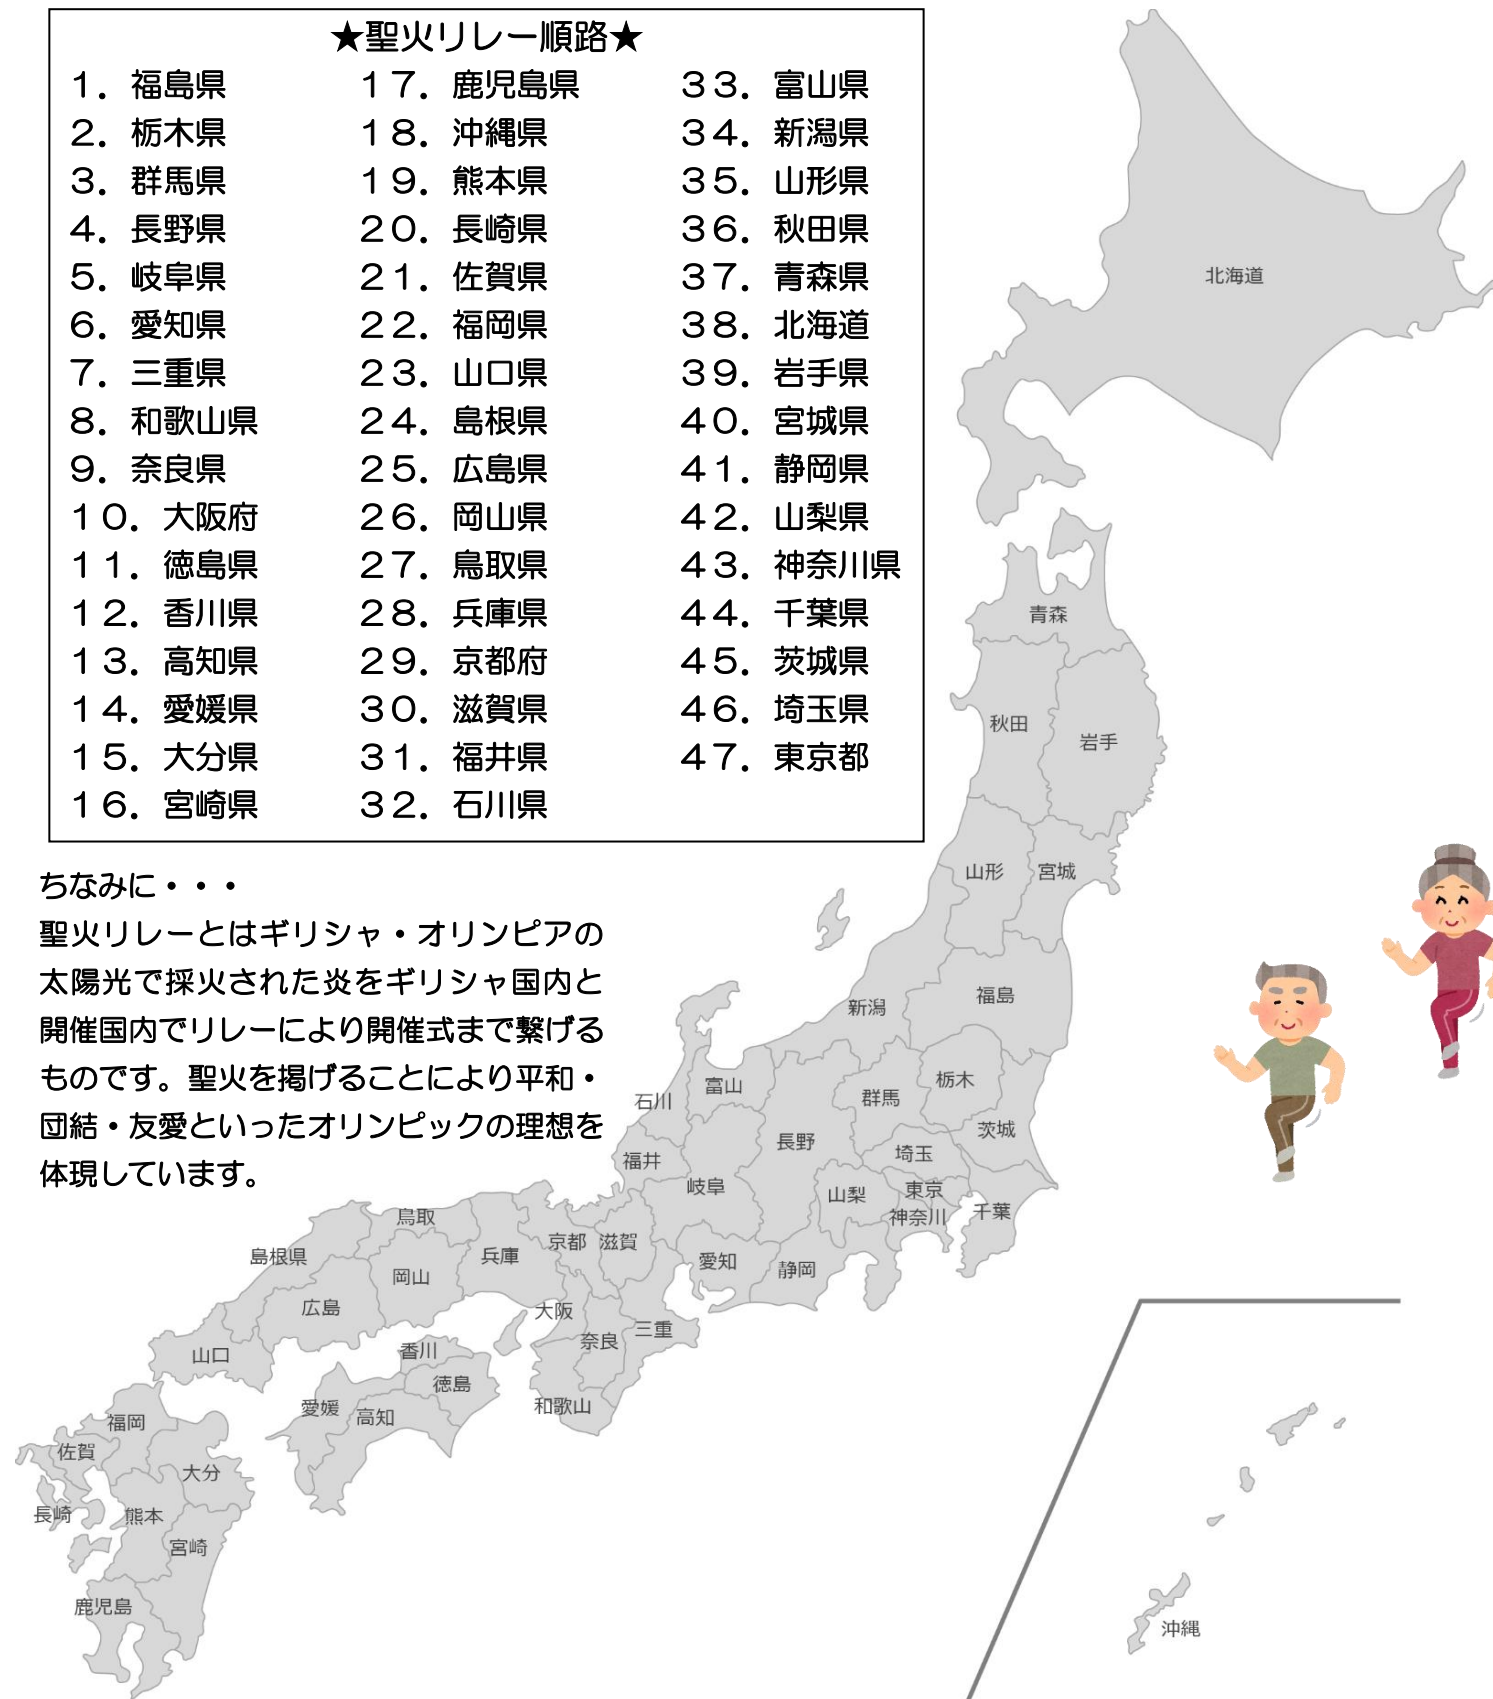 ★聖火リレー順路★
１．福島県
２．栃木県
３．群馬県
４．長野県
５．岐阜県
６．愛知県
７．三重県
８．和歌山県
９．奈良県
１０．大阪府
１１．徳島県
１２．香川県
１３．高知県
１４．愛媛県
１５．大分県
１６．宮崎県
１７．鹿児島県
１８．沖縄県
１９．熊本県
２０．長崎県
２１．佐賀県
２２．福岡県
２３．山口県
２４．島根県
２５．広島県
２６．岡山県
２７．鳥取県
２８．兵庫県
２９．京都府
３０．滋賀県
３１．福井県
３２．石川県
３３．富山県
３４．新潟県
３５．山形県
３６．秋田県
３７．青森県
３８．北海道
３９．岩手県
４０．宮城県
４１．静岡県
４２．山梨県
４３．神奈川県
４４．千葉県
４５．茨城県
４６．埼玉県
４７．東京都
ちなみに・・・
聖火リレーとはギリシャ・オリンピアの
太陽光で採火された炎をギリシャ国内と
開催国内でリレーにより開催式まで繋げる
ものです。聖火を掲げることにより平和・
団結・友愛といったオリンピックの理想を
体現しています。
北海道
青森
秋田
岩手
山形
宮城
福島
新潟
栃木
富山
群馬
石川
茨城
長野
埼玉
福井
岐阜
山梨
東京
千葉
神奈川
鳥取
京都
滋賀
兵庫
島根県
愛知
静岡
岡山
広島
大阪
三重
奈良
香川
山口
徳島
和歌山
愛媛
高知
福岡
佐賀
大分
長崎
熊本
宮崎
鹿児島
沖縄